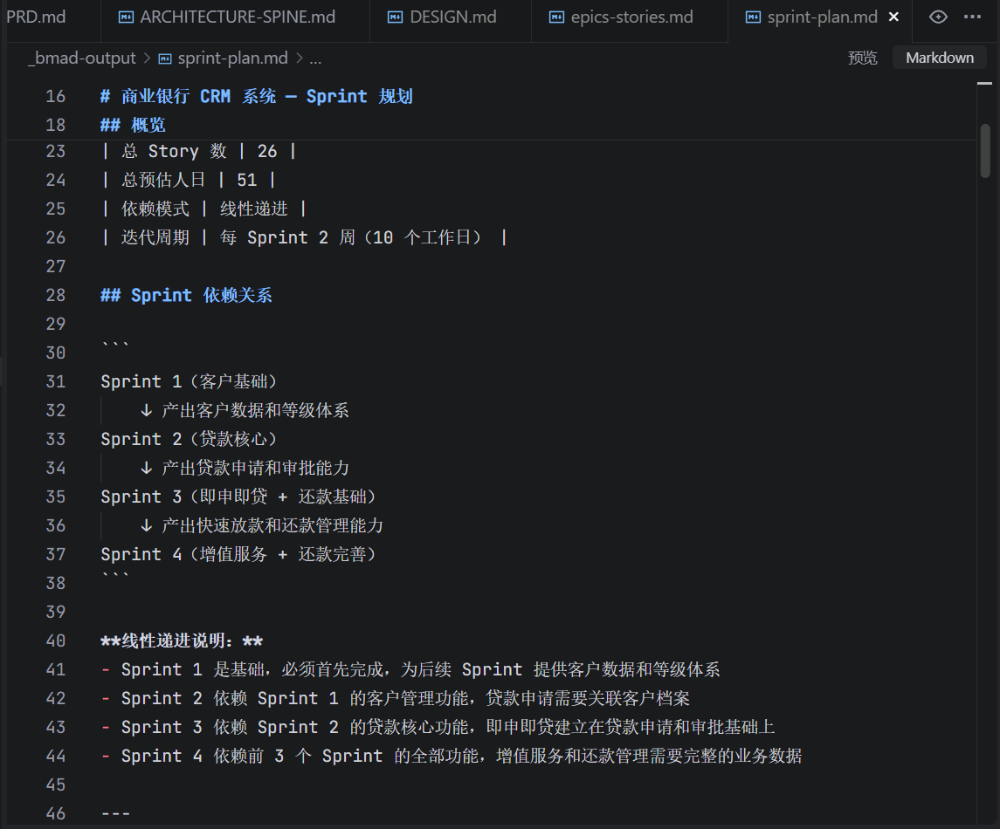 PRD.md ARCHITECTURE-SPINE.md DESIGN.md epics-stories.md sprint-plan.md
_bmad-output > sprint-plan.md > ... 预览 Markdown
16 # 商业银行 CRM 系统 — Sprint 规划
18 ## 概览
23 | 总 Story 数 | 26 |
24 | 总预估人日 | 51 |
25 | 依赖模式 | 线性递进 |
26 | 迭代周期 | 每 Sprint 2 周（10 个工作日） |
27
28 ## Sprint 依赖关系
29
30 ```
31 Sprint 1（客户基础）
32 ↓ 产出客户数据和等级体系
33 Sprint 2（贷款核心）
34 ↓ 产出贷款申请和审批能力
35 Sprint 3（即申即贷 + 还款基础）
36 ↓ 产出快速放款和还款管理能力
37 Sprint 4（增值服务 + 还款完善）
38 ```
39
40 **线性递进说明：**
41 - Sprint 1 是基础，必须首先完成，为后续 Sprint 提供客户数据和等级体系
42 - Sprint 2 依赖 Sprint 1 的客户管理功能，贷款申请需要关联客户档案
43 - Sprint 3 依赖 Sprint 2 的贷款核心功能，即申即贷建立在贷款申请和审批基础上
44 - Sprint 4 依赖前 3 个 Sprint 的全部功能，增值服务和还款管理需要完整的业务数据
45
46 ---